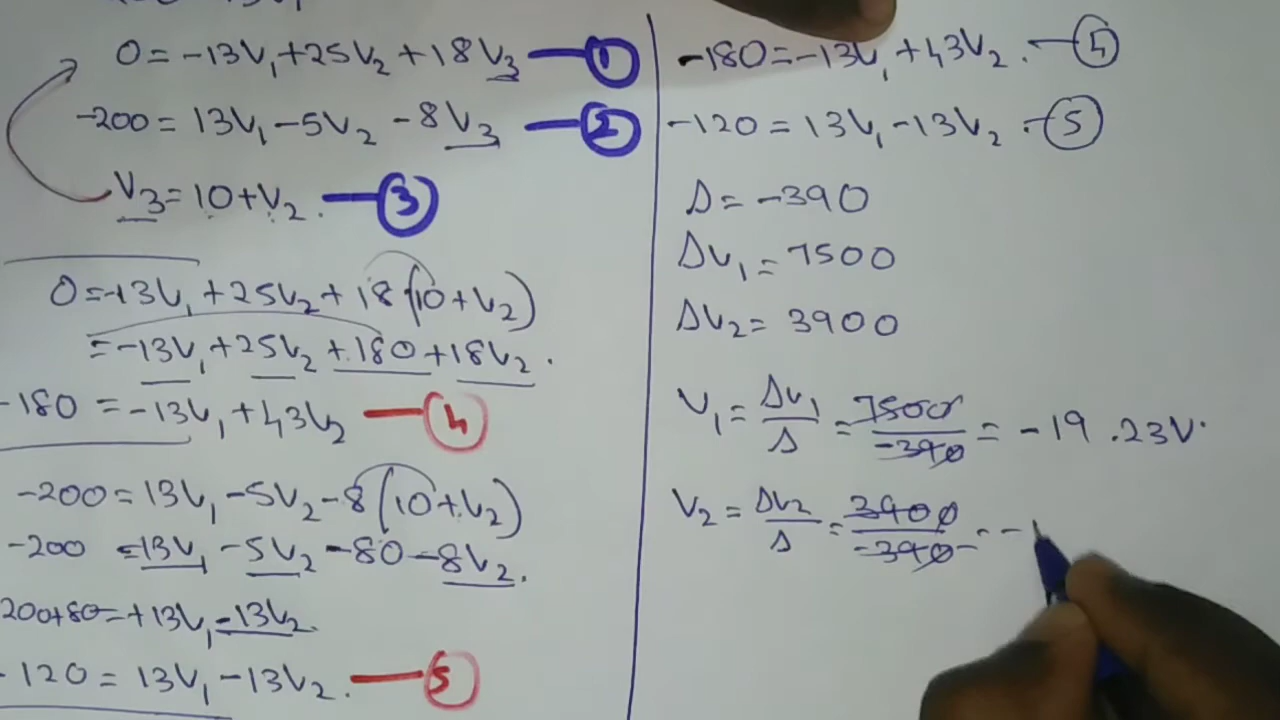 0 = -13V₁ + 25V₂ + 18V₃ — ①
-200 = 13V₁ - 5V₂ - 8V₃ — ②
V₃ = 10 + V₂. — ③
0 = -13V₁ + 25V₂ + 18(10 + V₂)
= -13V₁ + 25V₂ + 180 + 18V₂.
-180 = -13V₁ + 43V₂ — ④
-200 = 13V₁ - 5V₂ - 8(10 + V₂)
-200 = 13V₁ - 5V₂ - 80 - 8V₂.
200 + 80 = +13V₁ - 13V₂.
-120 = 13V₁ - 13V₂. — ⑤
-180 = -13V₁ + 43V₂. — ④
-120 = 13V₁ - 13V₂. — ⑤
Δ = -390
ΔV₁ = 7500
ΔV₂ = 3900
V₁ = ΔV₁/Δ = 7500/-390 = -19.23V.
V₂ = ΔV₂/Δ = 3900/-390 = -